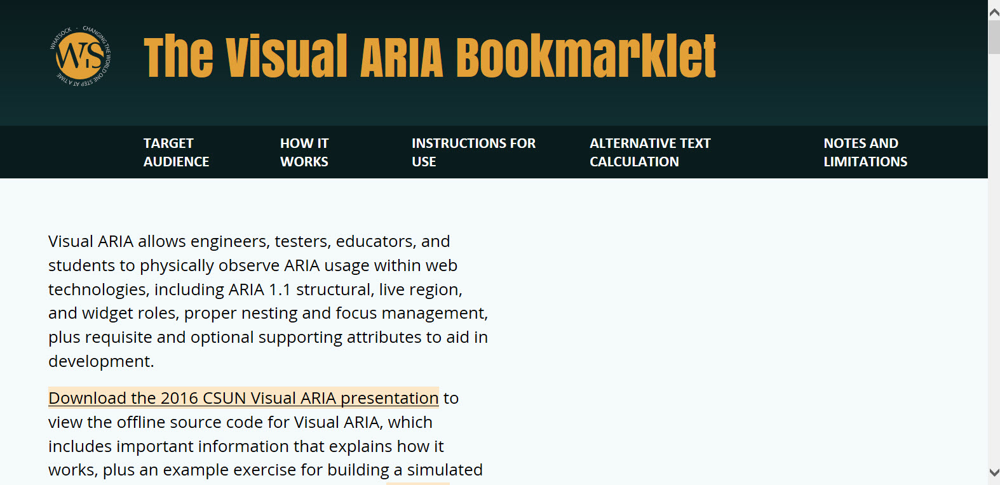 WHATSOCK - CHANGING THE WORLD ONE STEP AT A TIME
WS
The Visual ARIA Bookmarklet
TARGET
AUDIENCE
HOW IT
WORKS
INSTRUCTIONS FOR
USE
ALTERNATIVE TEXT
CALCULATION
NOTES AND
LIMITATIONS
Visual ARIA allows engineers, testers, educators, and
students to physically observe ARIA usage within web
technologies, including ARIA 1.1 structural, live region,
and widget roles, proper nesting and focus management,
plus requisite and optional supporting attributes to aid in
development.
Download the 2016 CSUN Visual ARIA presentation to
view the offline source code for Visual ARIA, which
includes important information that explains how it
works, plus an example exercise for building a simulated